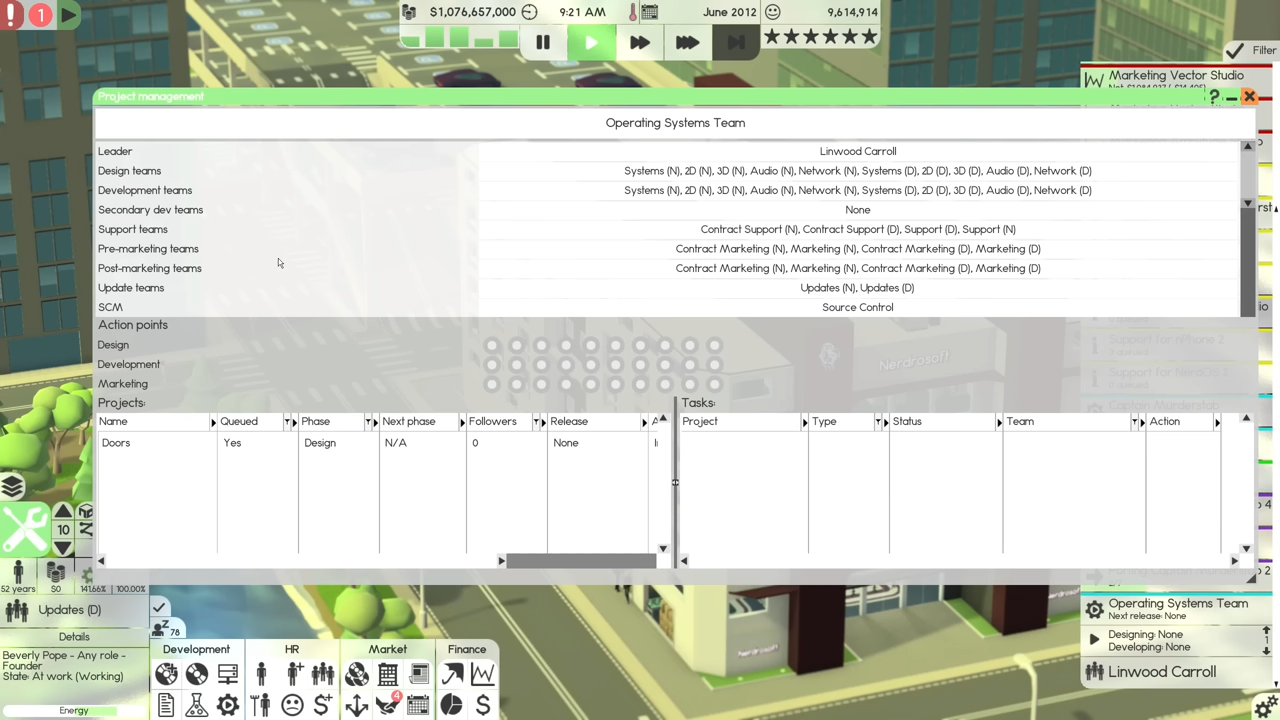 1
$1,076,657,000
9:21 AM
June 2012
9,614,914
Filter
Marketing Vector Studio
Project management
?
Operating Systems Team
Leader
Linwood Carroll
Design teams
Systems (N), 2D (N), 3D (N), Audio (N), Network (N), Systems (D), 2D (D), 3D (D), Audio (D), Network (D)
Development teams
Systems (N), 2D (N), 3D (N), Audio (N), Network (N), Systems (D), 2D (D), 3D (D), Audio (D), Network (D)
Secondary dev teams
None
Support teams
Contract Support (N), Contract Support (D), Support (D), Support (N)
Pre-marketing teams
Contract Marketing (N), Marketing (N), Contract Marketing (D), Marketing (D)
Post-marketing teams
Contract Marketing (N), Marketing (N), Contract Marketing (D), Marketing (D)
Update teams
Updates (N), Updates (D)
SCM
Source Control
Action points
Design
Development
Marketing
Nerdrosoft
Projects:
Name Queued Phase Next phase Followers Release
Doors Yes Design N/A 0 None
Tasks:
Project Type Status Team Action
10
52 years $0 141.66% 100.00%
Updates (D)
Details
Beverly Pope - Any role -
Founder
State: At work (Working)
Energy
78
Development HR Market Finance
4
Nerdrosoft
Operating Systems Team
Next release: None
Designing: None
Developing: None
1
Linwood Carroll